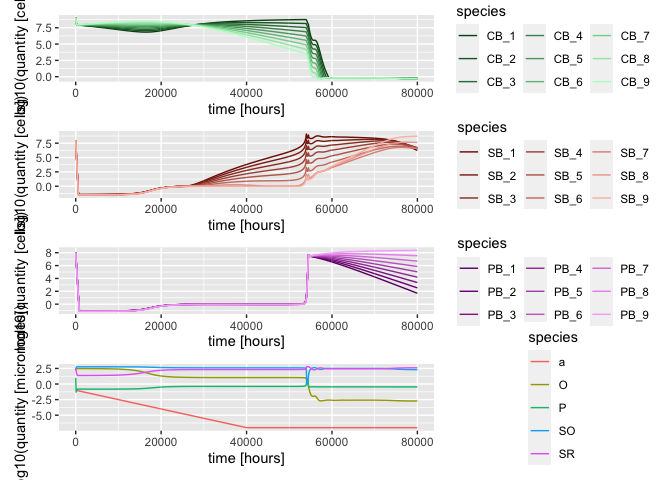 species
CB_1 CB_4 CB_7
CB_2 CB_5 CB_8
CB_3 CB_6 CB_9
7.5
5.0
2.5
0.0
0 20000 40000 60000 80000
time [hours]
species
SB_1 SB_4 SB_7
SB_2 SB_5 SB_8
SB_3 SB_6 SB_9
log10(quantity [cells])
7.5
5.0
2.5
0.0
0 20000 40000 60000 80000
time [hours]
species
PB_1 PB_4 PB_7
PB_2 PB_5 PB_8
PB_3 PB_6 PB_9
8
6
4
2
0
0 20000 40000 60000 80000
time [hours]
species
a
O
P
SO
SR
2.5
0.0
-2.5
-5.0
0 20000 40000 60000 80000
time [hours]